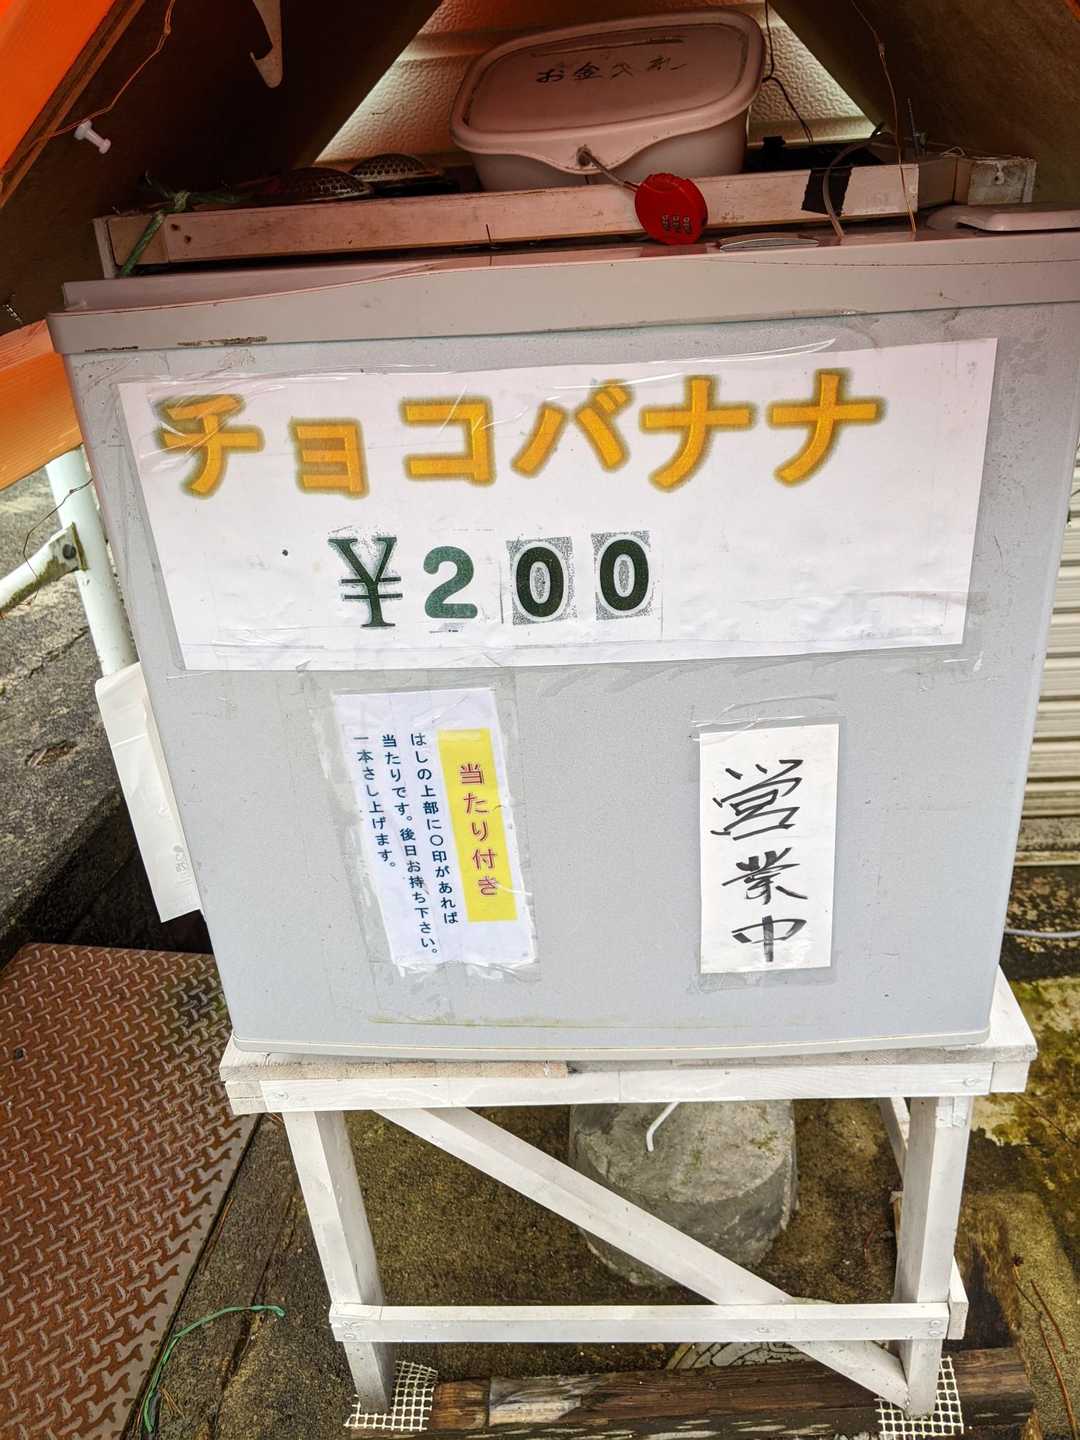 お金入れ
チョコバナナ
¥200
当たり付き
はしの上部に〇印があれば
当たりです。後日お持ち下さい。
一本さし上げます。
営業中